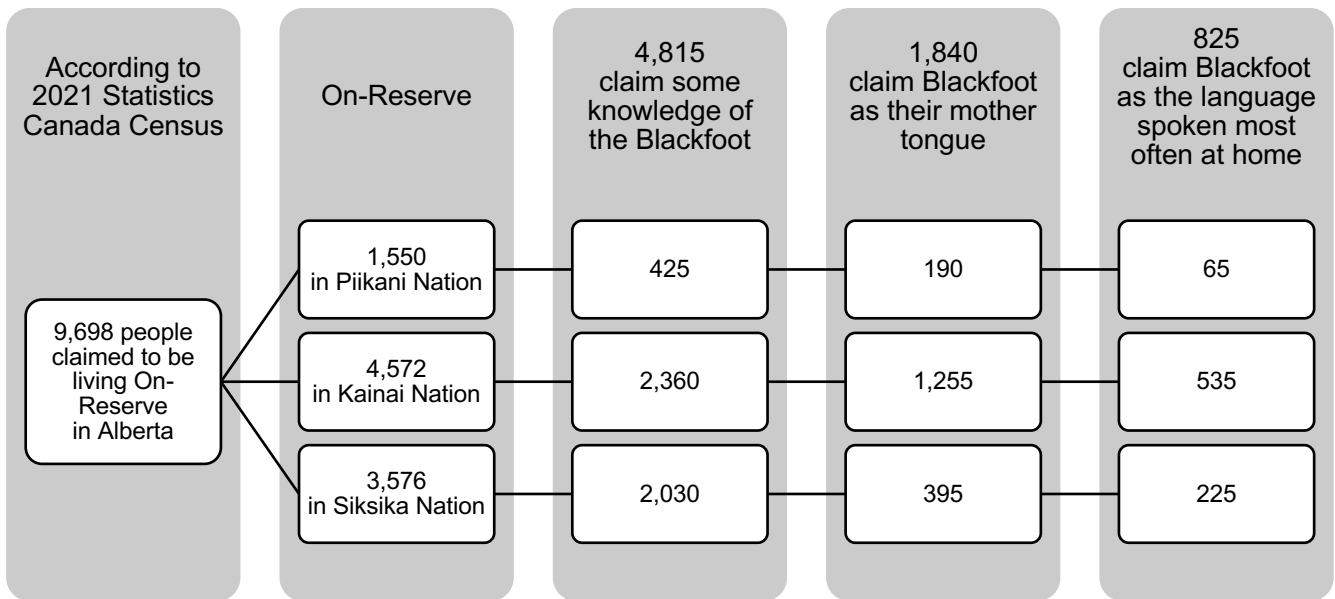 According to
2021 Statistics
Canada Census
On-Reserve
4,815
claim some
knowledge of
the Blackfoot
1,840
claim Blackfoot
as their mother
tongue
825
claim Blackfoot
as the language
spoken most
often at home
9,698 people
claimed to be
living On-
Reserve
in Alberta
1,550
in Piikani Nation
425
190
65
4,572
in Kainai Nation
2,360
1,255
535
3,576
in Siksika Nation
2,030
395
225